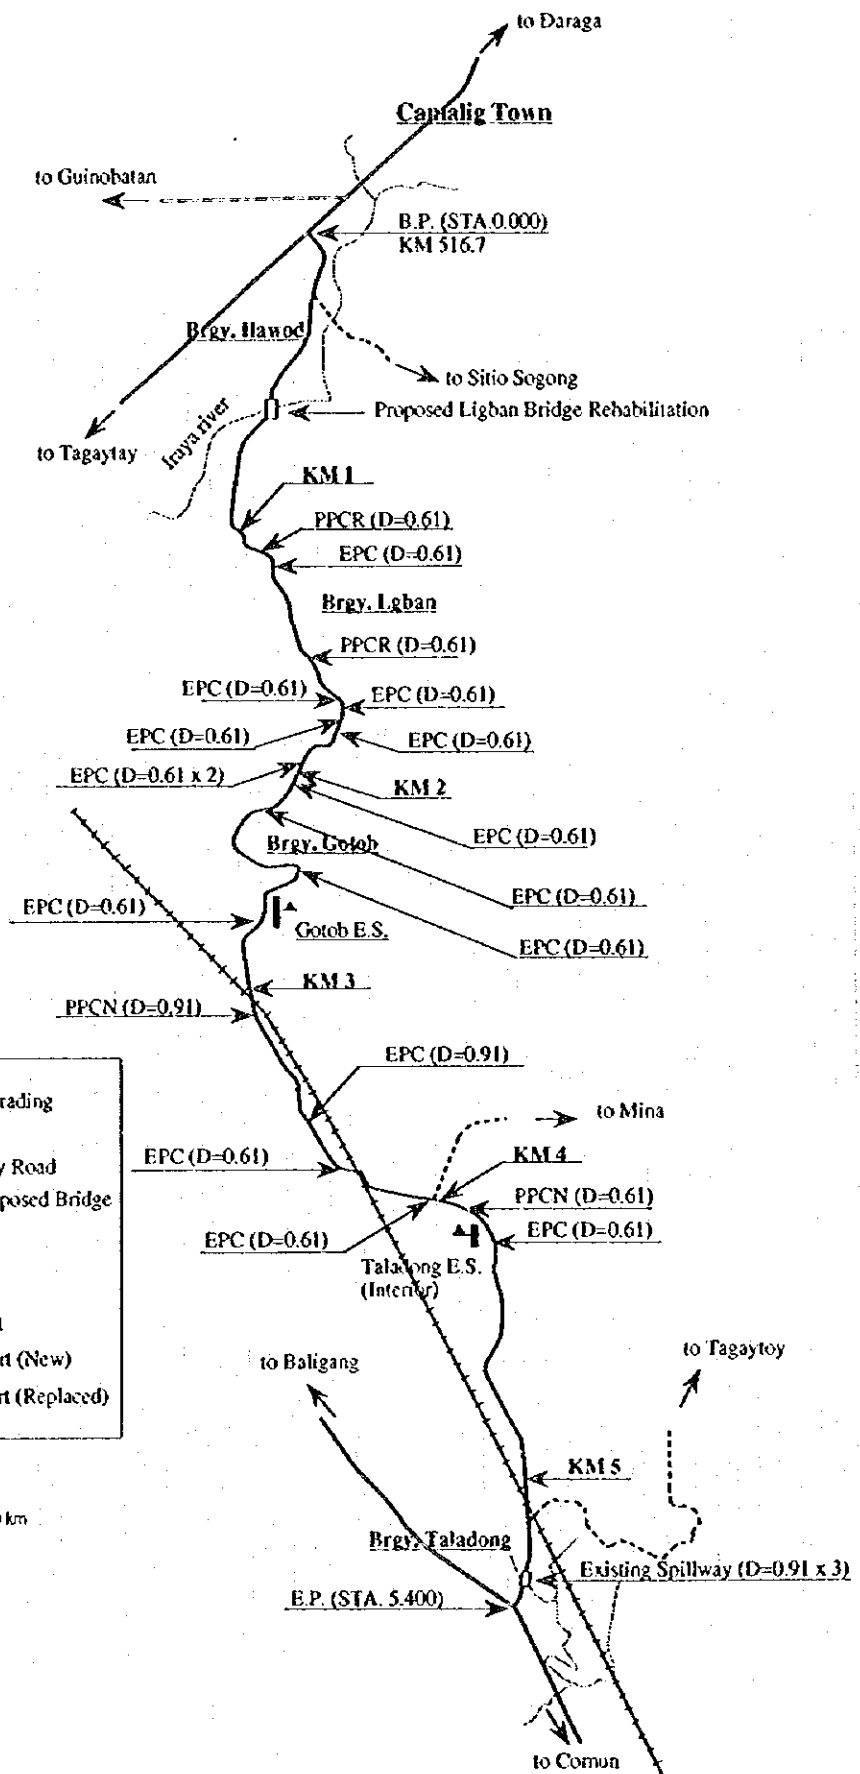 to Daraga
Camalig Town
to Guinobatan
B.P. (STA.0.000)
KM 516.7
Brgy. Ilawod
to Sitio Sogong
Iraya river
Proposed Ligban Bridge Rehabilitation
to Tagaytay
KM 1
PPCR (D=0.61)
EPC (D=0.61)
Brgy. Lgban
PPCR (D=0.61)
EPC (D=0.61)
EPC (D=0.61)
EPC (D=0.61)
EPC (D=0.61)
EPC (D=0.61 x 2)
KM 2
EPC (D=0.61)
Brgy. Gotob
EPC (D=0.61)
EPC (D=0.61)
Gotob E.S.
EPC (D=0.61)
KM 3
PPCN (D=0.91)
EPC (D=0.91)
rading
to Mina
y Road
EPC (D=0.61)
KM 4
posed Bridge
PPCN (D=0.61)
EPC (D=0.61)
EPC (D=0.61)
Taladong E.S.
(Interior)
t
rt (New)
to Baligang
to Tagaytoy
rt (Replaced)
KM 5
km
Brgy. Taladong
Existing Spillway (D=0.91 x 3)
E.P. (STA. 5.400)
to Comun